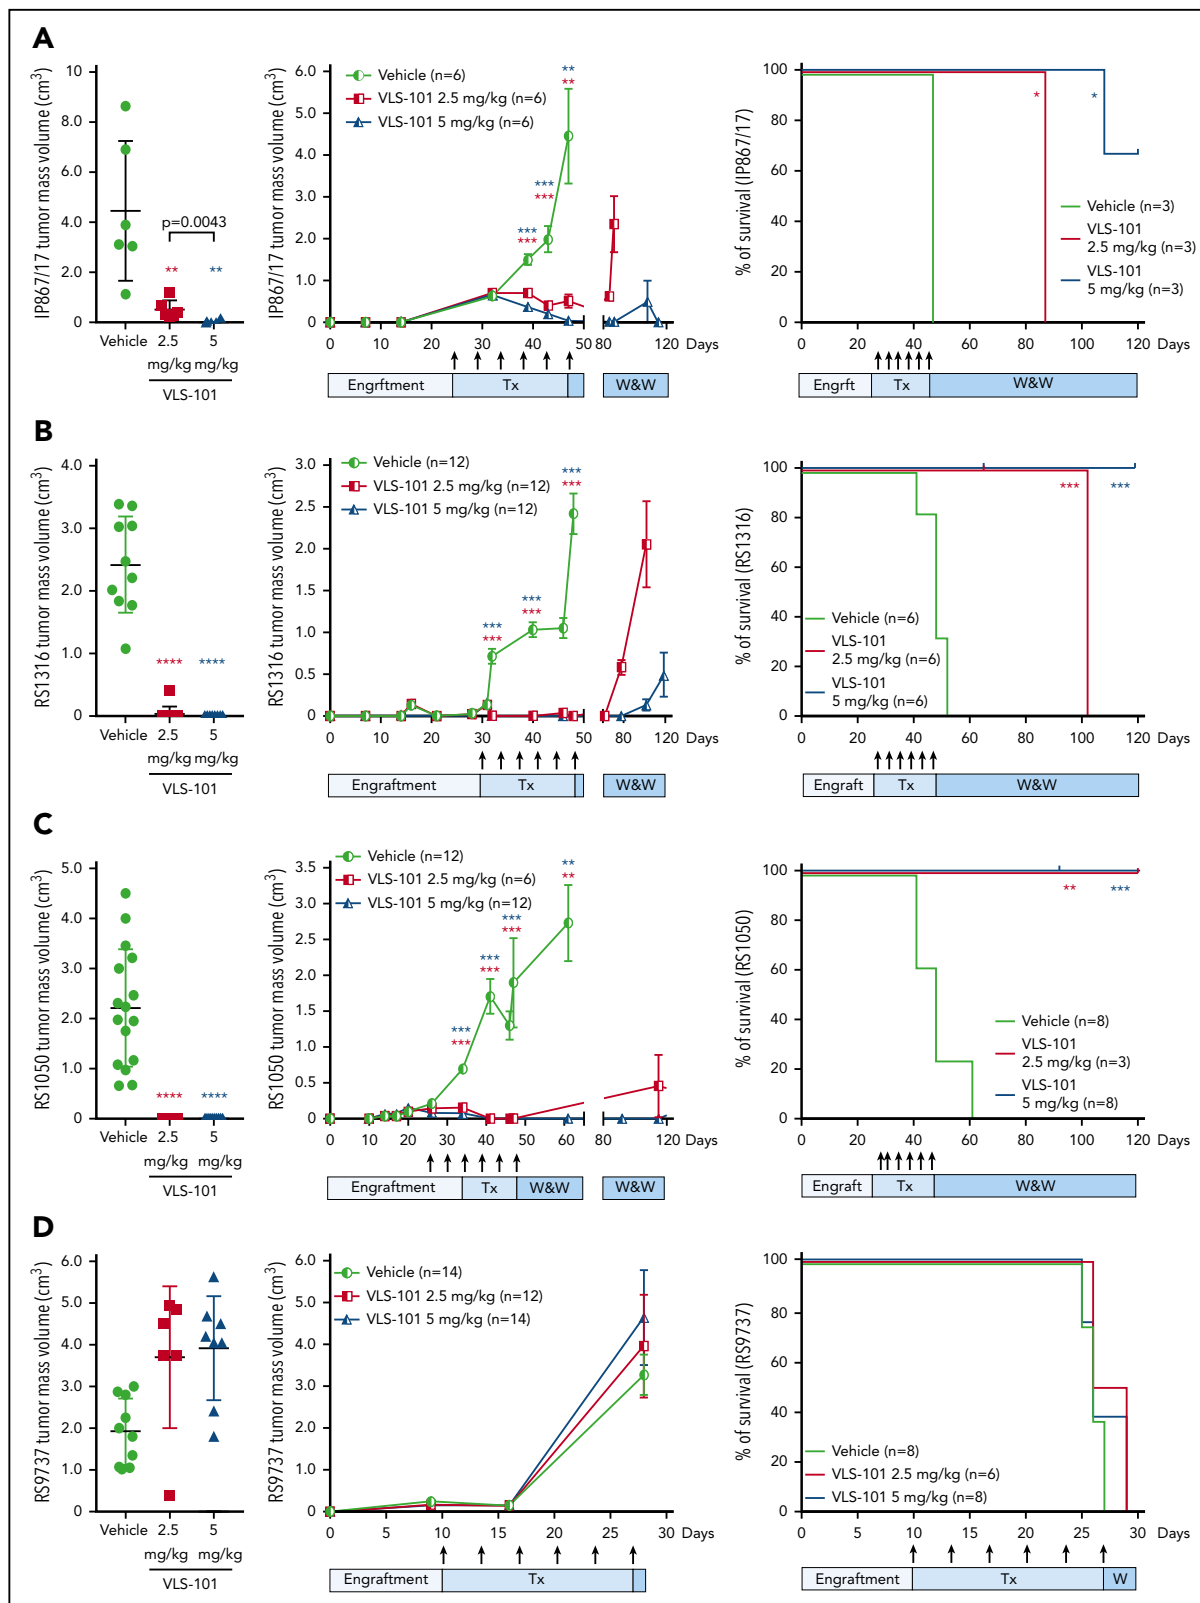 A
IP867/17 tumor mass volume (cm3)
10
8.0
6.0
4.0
2.0
0
p=0.0043
**
**
Vehicle
2.5
5
mg/kg
mg/kg
VLS-101
IP867/17 tumor mass volume (cm3)
6.0
5.0
4.0
3.0
2.0
1.0
0
Vehicle (n=6)
VLS-101 2.5 mg/kg (n=6)
VLS-101 5 mg/kg (n=6)
***
***
***
***
**
**
0
10
20
30
40
50
80
120
Days
Engrftment
Tx
W&W
% of survival (IP867/17)
100
80
60
40
20
0
*
*
Vehicle (n=3)
VLS-101
2.5 mg/kg (n=3)
VLS-101
5 mg/kg (n=3)
0
20
40
60
80
100
120
Days
Engrft
Tx
W&W
B
RS1316 tumor mass volume (cm3)
4.0
3.0
2.0
1.0
0
****
****
Vehicle
2.5
5
mg/kg
mg/kg
VLS-101
RS1316 tumor mass volume (cm3)
3.0
2.5
2.0
1.5
1.0
0.5
0
Vehicle (n=12)
VLS-101 2.5 mg/kg (n=12)
VLS-101 5 mg/kg (n=12)
***
***
***
***
***
***
0
10
20
30
40
50
80
120
Days
Engraftment
Tx
W&W
% of survival (RS1316)
100
80
60
40
20
0
***
***
Vehicle (n=6)
VLS-101
2.5 mg/kg (n=6)
VLS-101
5 mg/kg (n=6)
0
20
40
60
80
100
120
Days
Engraft
Tx
W&W
C
RS1050 tumor mass volume (cm3)
5.0
4.0
3.0
2.0
1.0
0
****
****
Vehicle
2.5
5
mg/kg
mg/kg
VLS-101
RS1050 tumor mass volume (cm3)
3.5
3.0
2.5
2.0
1.5
1.0
0.5
0
Vehicle (n=12)
VLS-101 2.5 mg/kg (n=6)
VLS-101 5 mg/kg (n=12)
***
***
***
***
***
***
**
**
0
10
20
30
40
50
60
80
120
Days
Engraftment
Tx
W&W
W&W
% of survival (RS1050)
100
80
60
40
20
0
**
***
Vehicle (n=8)
VLS-101
2.5 mg/kg (n=3)
VLS-101
5 mg/kg (n=8)
0
20
40
60
80
100
120
Days
Engraft
Tx
W&W
D
RS9737 tumor mass volume (cm3)
6.0
5.0
4.0
3.0
2.0
1.0
0
Vehicle
2.5
5
mg/kg
mg/kg
VLS-101
RS9737 tumor mass volume (cm3)
6.0
5.0
4.0
3.0
2.0
1.0
0
Vehicle (n=14)
VLS-101 2.5 mg/kg (n=12)
VLS-101 5 mg/kg (n=14)
0
5
10
15
20
25
30
Days
Engraftment
Tx
% of survival (RS9737)
100
80
60
40
20
0
Vehicle (n=8)
VLS-101 2.5 mg/kg (n=6)
VLS-101 5 mg/kg (n=8)
0
5
10
15
20
25
30
Days
Engraftment
Tx
W